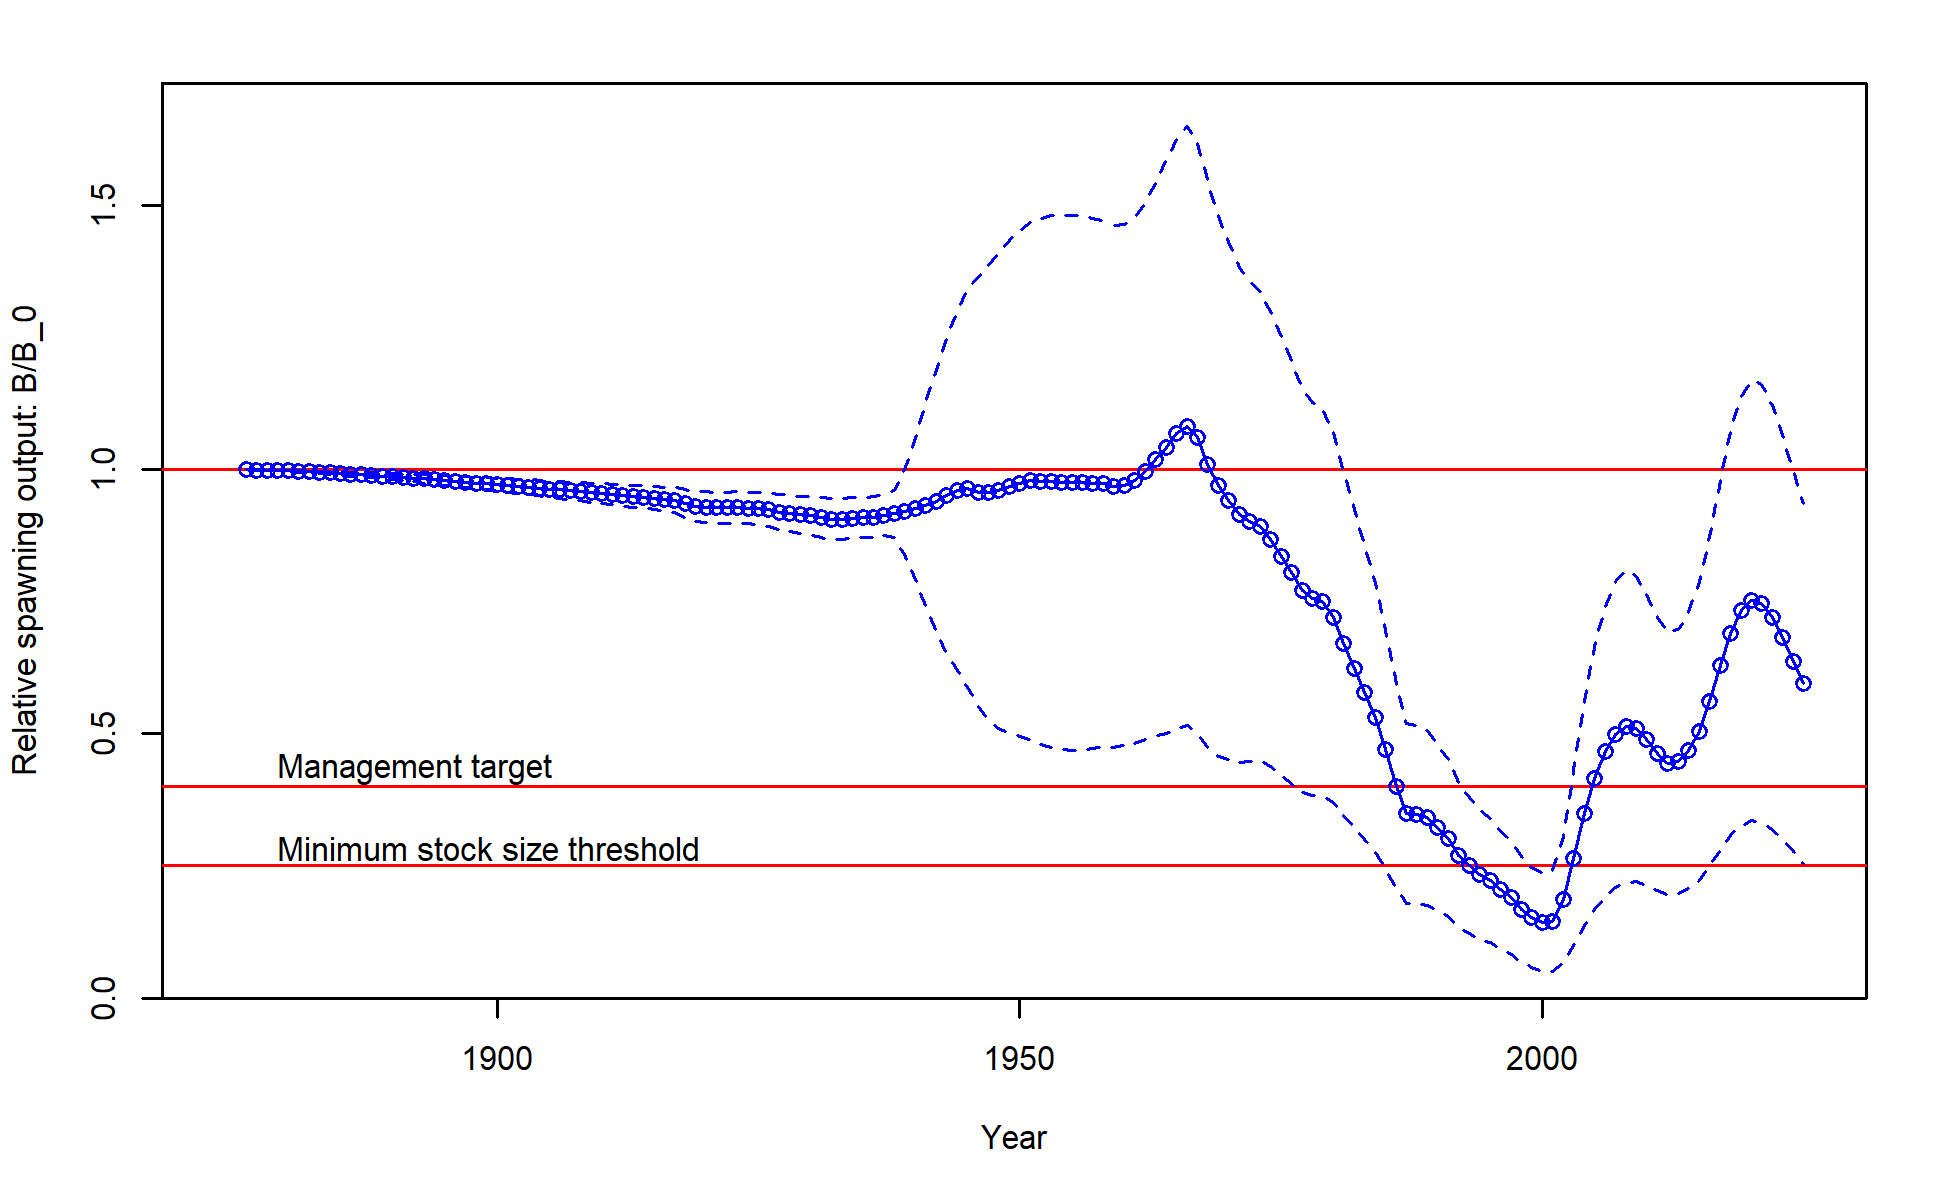 Relative spawning output: B/B_0
1.5
1.0
0.5
0.0
Management target
Minimum stock size threshold
1900 1950 2000
Year